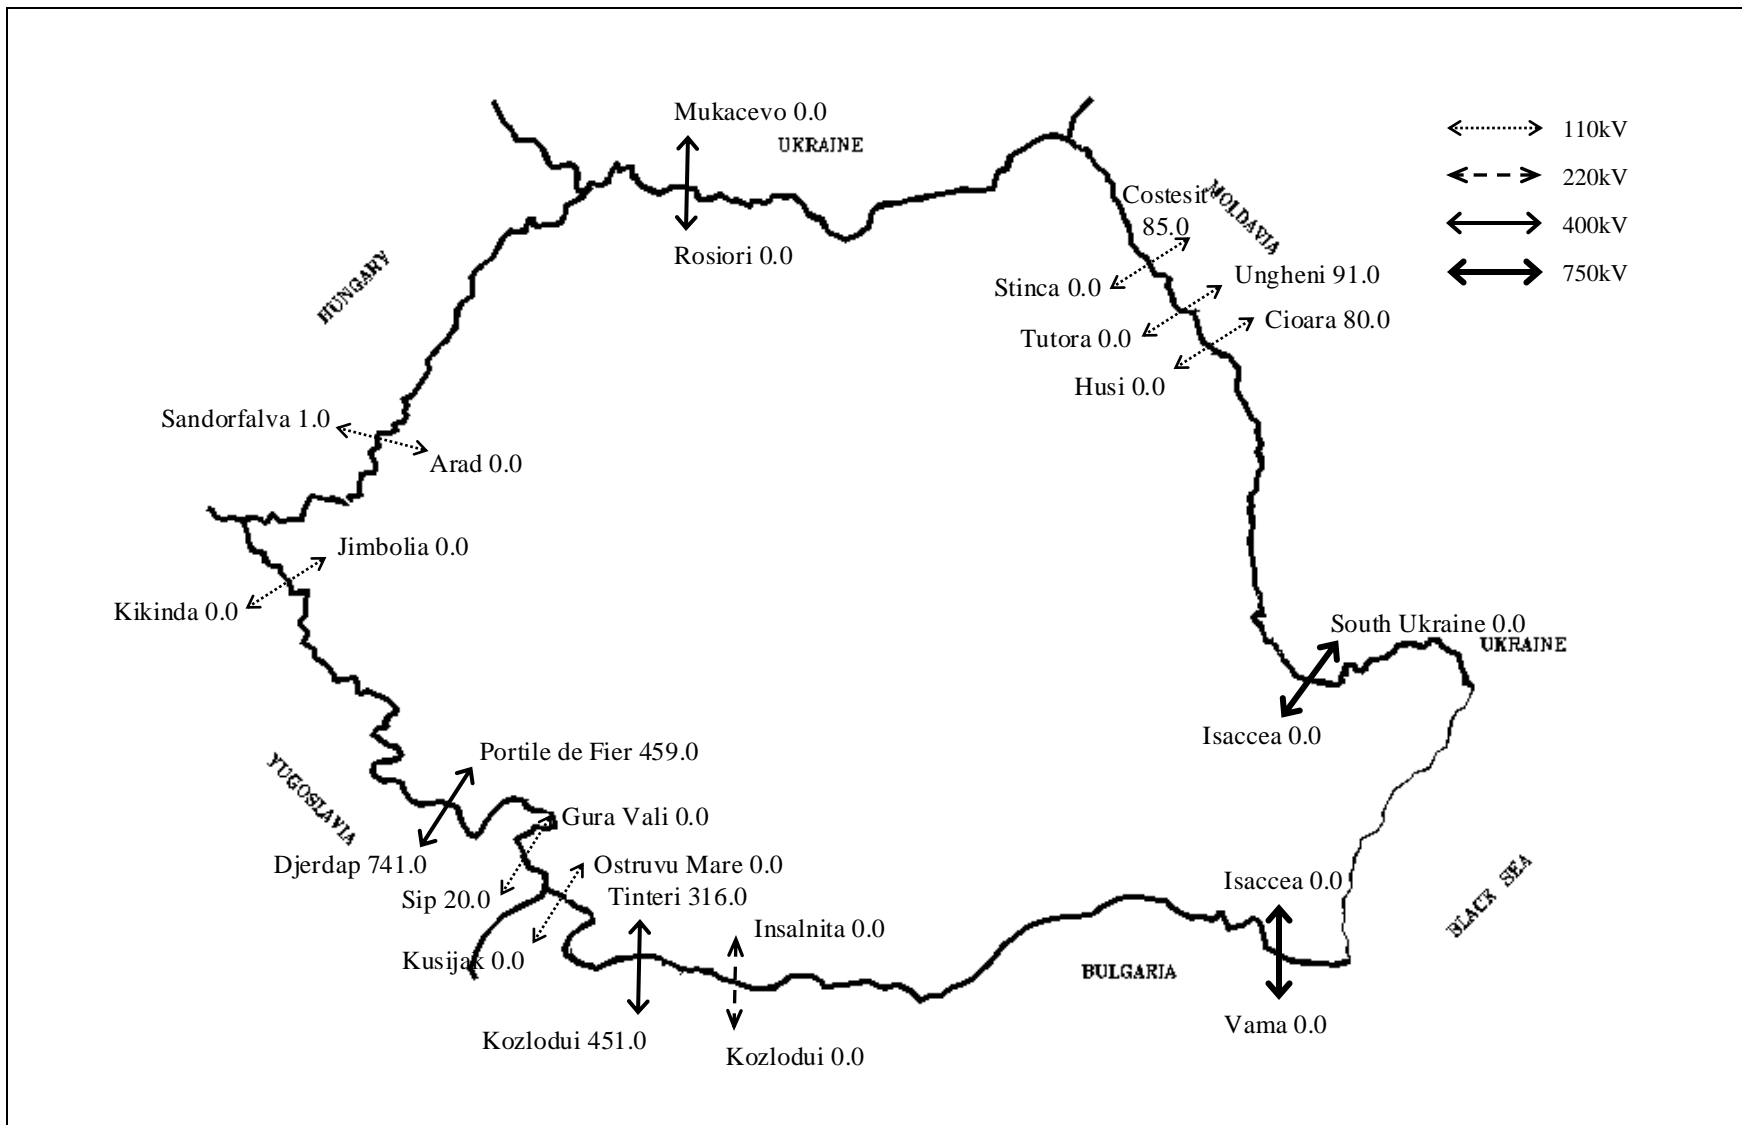 Mukacevo 0.0
UKRAINE
110kV
220kV
400kV
750kV
Rosiori 0.0
Costesit
85.0
MOLDAVIA
Stinca 0.0
Ungheni 91.0
Tutora 0.0
Cioara 80.0
Husi 0.0
HUNGARY
Sandorfalva 1.0
Arad 0.0
Jimbolia 0.0
Kikinda 0.0
South Ukraine 0.0
UKRAINE
Isaccea 0.0
YUGOSLAVIA
Portile de Fier 459.0
Djerdap 741.0
Gura Vali 0.0
Sip 20.0
Ostruvu Mare 0.0
Tinteri 316.0
Kusijak 0.0
Insalnita 0.0
Kozlodui 451.0
Kozlodui 0.0
BULGARIA
Isaccea 0.0
BLACK SEA
Vama 0.0